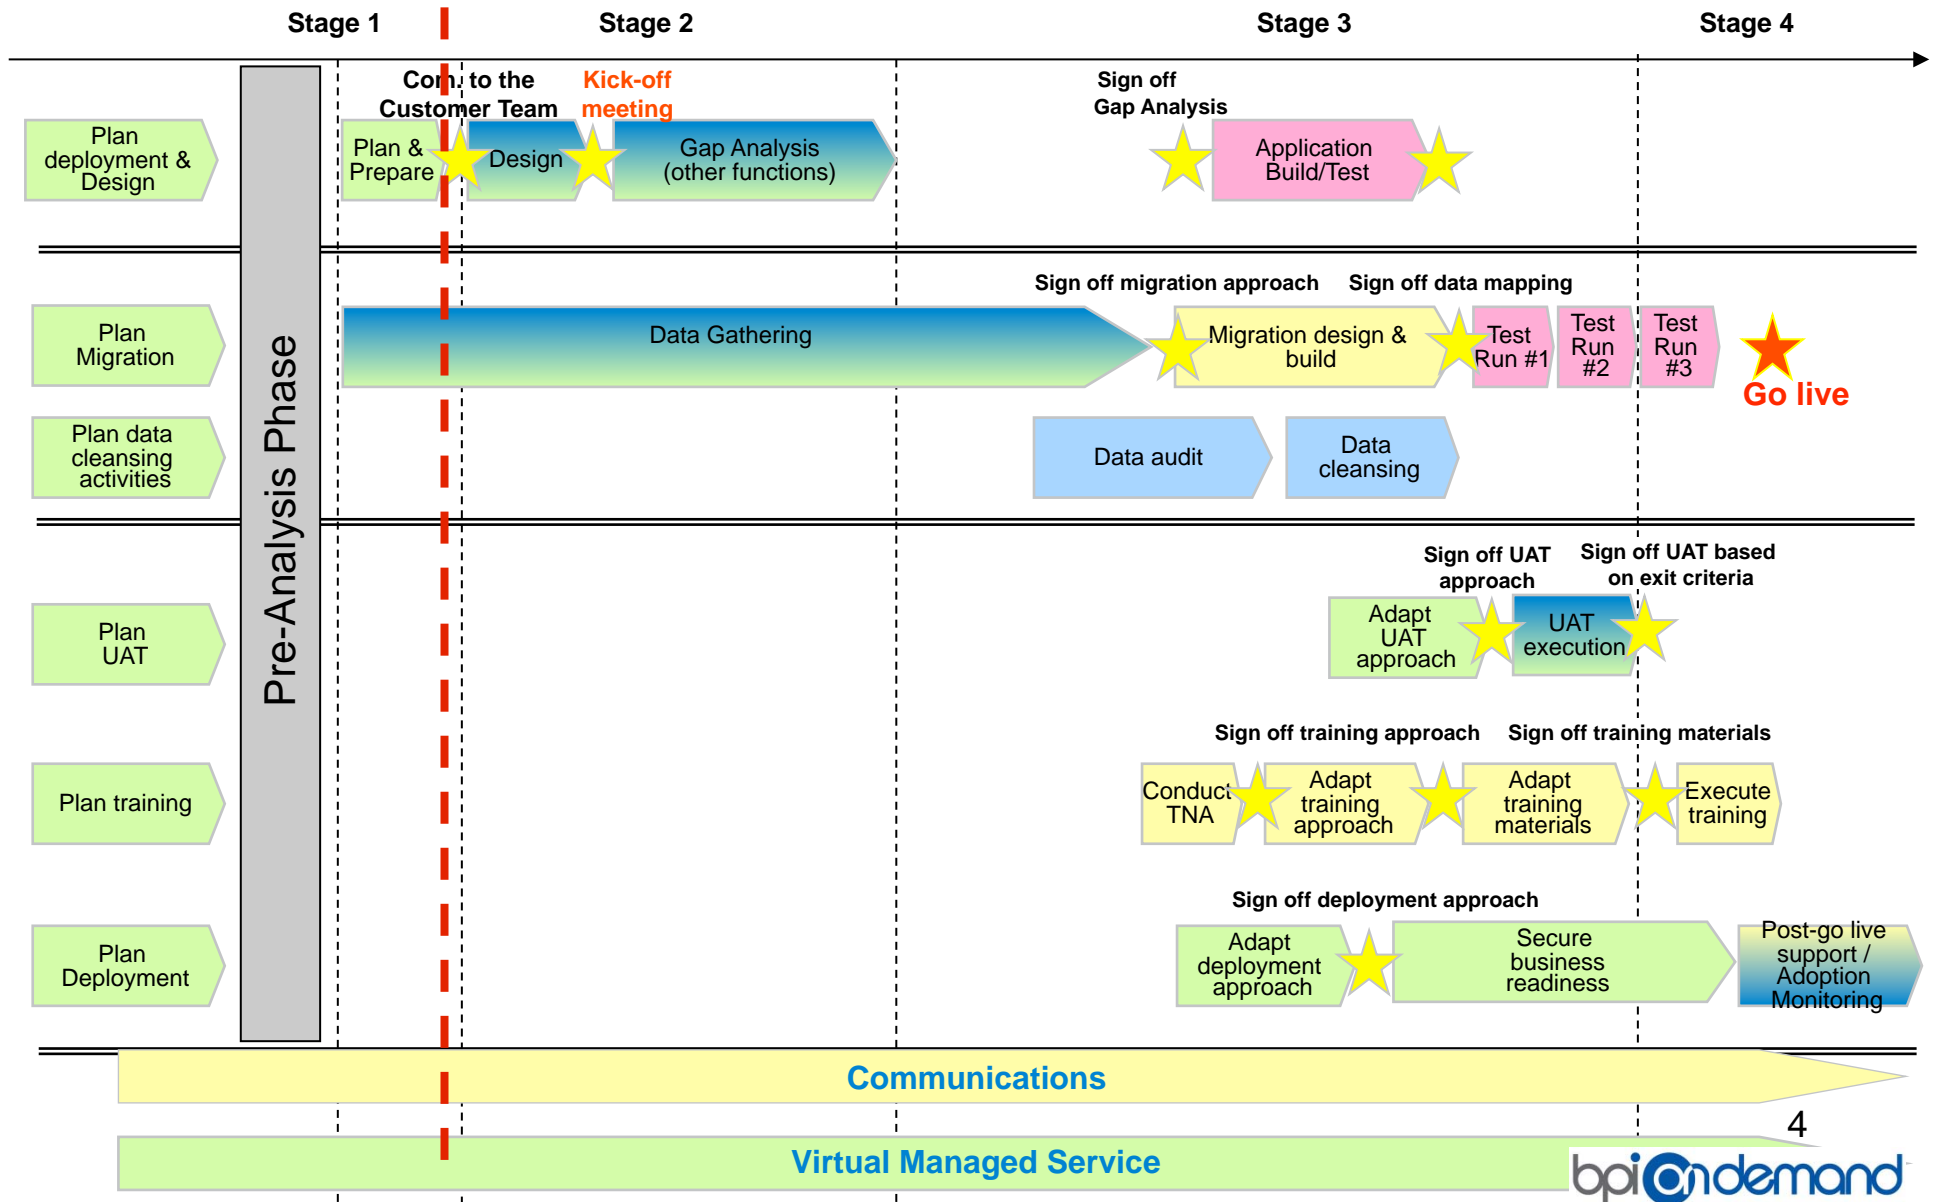 Stage 1
Stage 2
Stage 3
Stage 4
Com. to the
Customer Team
Kick-off
meeting
Sign off
Gap Analysis
Plan
deployment &
Design
Plan &
Prepare
Design
Gap Analysis
(other functions)
Application
Build/Test
Pre-Analysis Phase
Sign off migration approach
Sign off data mapping
Plan
Migration
Data Gathering
Migration design &
build
Test
Run #1
Test
Run
#2
Test
Run
#3
Go live
Plan data
cleansing
activities
Data audit
Data
cleansing
Sign off UAT
approach
Sign off UAT based
on exit criteria
Plan
UAT
Adapt
UAT
approach
UAT
execution
Sign off training approach
Sign off training materials
Plan training
Conduct
TNA
Adapt
training
approach
Adapt
training
materials
Execute
training
Sign off deployment approach
Plan
Deployment
Adapt
deployment
approach
Secure
business
readiness
Post-go live
support /
Adoption
Monitoring
Communications
4
Virtual Managed Service
bpi Ondemand